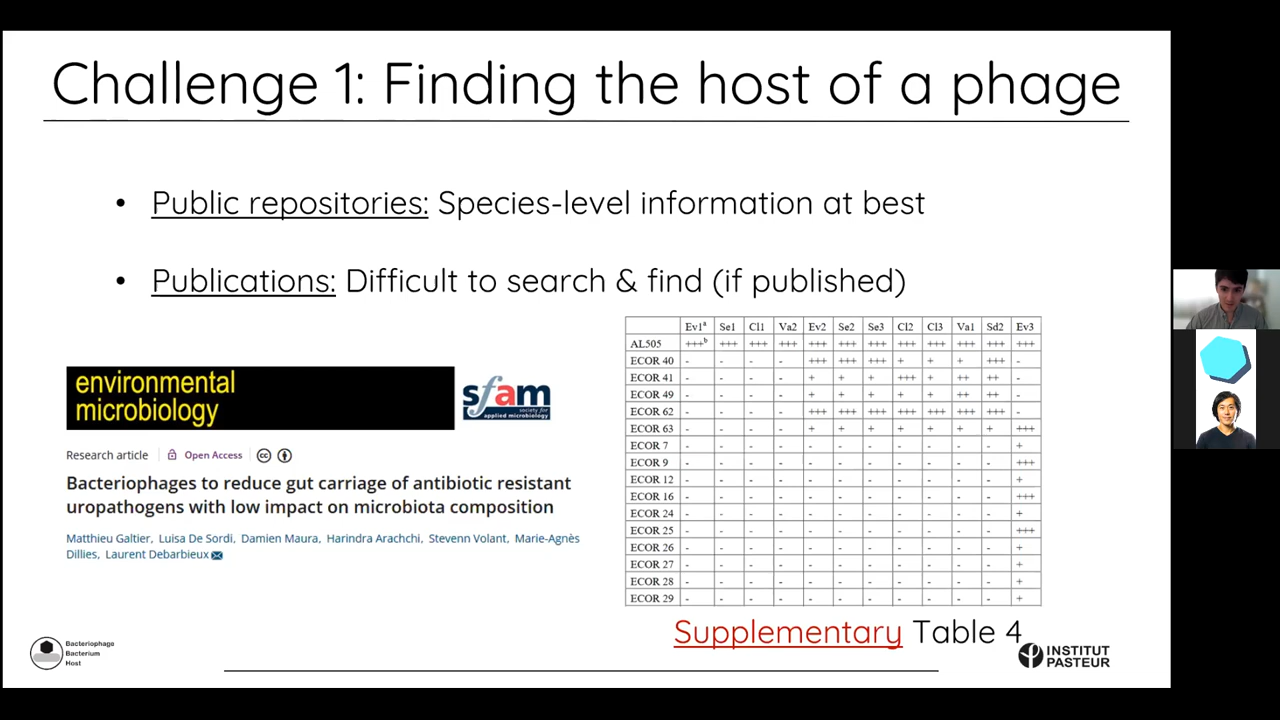 Challenge 1: Finding the host of a phage
• Public repositories: Species-level information at best
• Publications: Difficult to search & find (if published)
environmental
microbiology
sfam
society for
applied microbiology
Research article Open Access
Bacteriophages to reduce gut carriage of antibiotic resistant
uropathogens with low impact on microbiota composition
Matthieu Galtier, Luisa De Sordi, Damien Maura, Harindra Arachchi, Stevenn Volant, Marie-Agnès
Dillies, Laurent Debarbieux
Ev1a Se1 Cl1 Va2 Ev2 Se2 Se3 Cl2 Cl3 Va1 Sd2 Ev3
AL505 +++b +++ +++ +++ +++ +++ +++ +++ +++ +++ +++ +++
ECOR 40 - - - - +++ +++ +++ + + + +++ -
ECOR 41 - - - - + + + +++ + ++ ++ -
ECOR 49 - - - - + + + + + ++ ++ -
ECOR 62 - - - - +++ +++ +++ +++ +++ +++ +++ -
ECOR 63 - - - - + + + + + + + +++
ECOR 7 - - - - - - - - - - - +
ECOR 9 - - - - - - - - - - - +++
ECOR 12 - - - - - - - - - - - +
ECOR 16 - - - - - - - - - - - +++
ECOR 24 - - - - - - - - - - - +
ECOR 25 - - - - - - - - - - - +++
ECOR 26 - - - - - - - - - - - +
ECOR 27 - - - - - - - - - - - +
ECOR 28 - - - - - - - - - - - +
ECOR 29 - - - - - - - - - - - +
Supplementary Table 4
Bacteriophage
Bacterium
Host
INSTITUT
PASTEUR